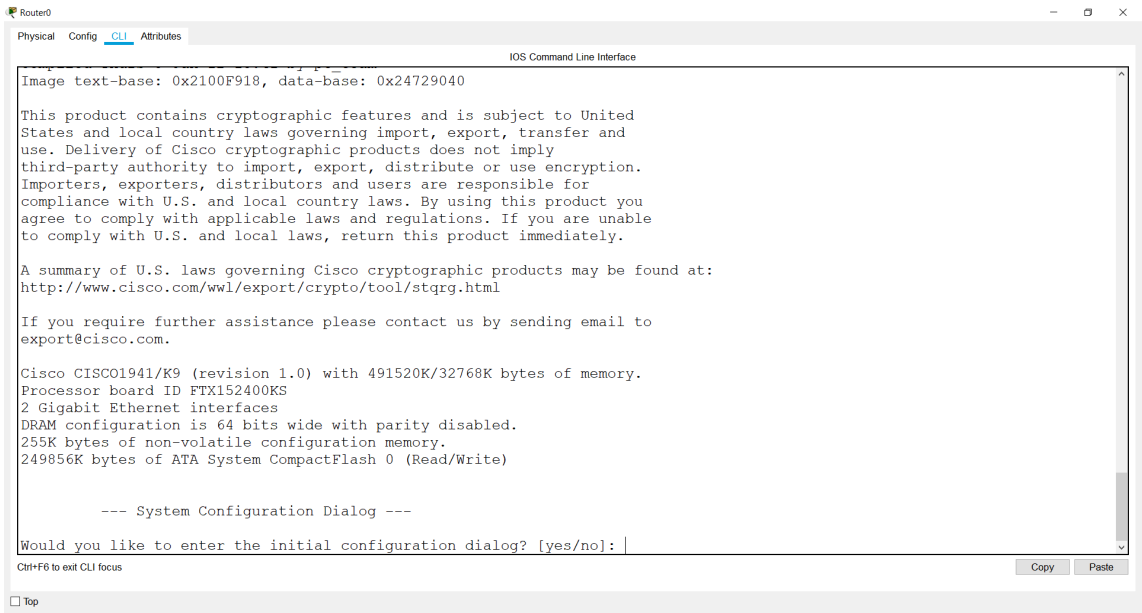 Router0
Physical Config CLI Attributes
IOS Command Line Interface
Image text-base: 0x2100F918, data-base: 0x24729040
This product contains cryptographic features and is subject to United
States and local country laws governing import, export, transfer and
use. Delivery of Cisco cryptographic products does not imply
third-party authority to import, export, distribute or use encryption.
Importers, exporters, distributors and users are responsible for
compliance with U.S. and local country laws. By using this product you
agree to comply with applicable laws and regulations. If you are unable
to comply with U.S. and local laws, return this product immediately.
A summary of U.S. laws governing Cisco cryptographic products may be found at:
http://www.cisco.com/wwl/export/crypto/tool/stqrg.html
If you require further assistance please contact us by sending email to
export@cisco.com.
Cisco CISCO1941/K9 (revision 1.0) with 491520K/32768K bytes of memory.
Processor board ID FTX152400KS
2 Gigabit Ethernet interfaces
DRAM configuration is 64 bits wide with parity disabled.
255K bytes of non-volatile configuration memory.
249856K bytes of ATA System CompactFlash 0 (Read/Write)
--- System Configuration Dialog ---
Would you like to enter the initial configuration dialog? [yes/no]:
Ctrl+F6 to exit CLI focus
Copy Paste
Top